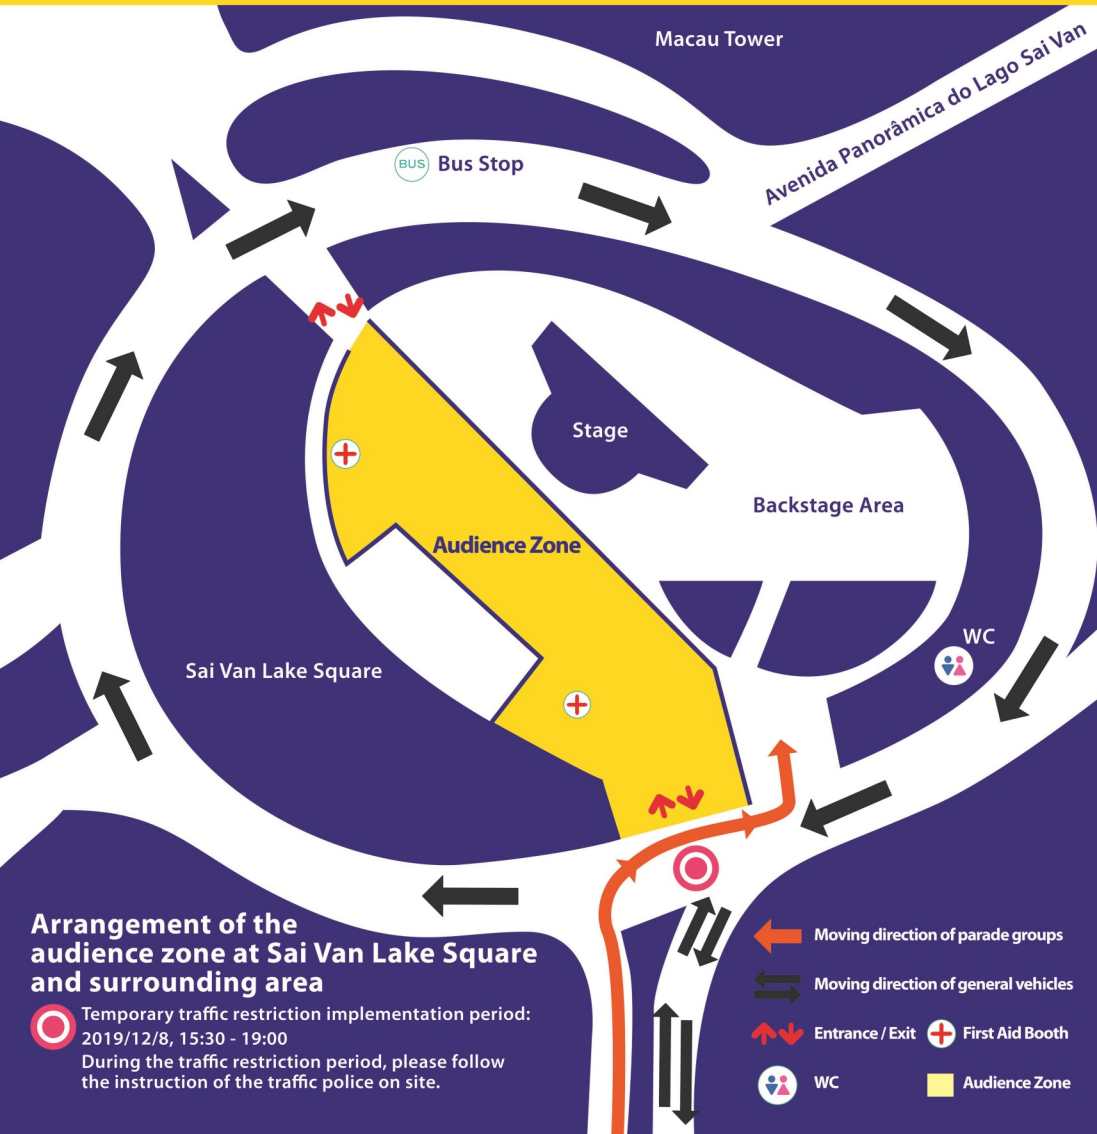 Macau Tower
Avenida Panorâmica do Lago Sai Van
BUS
Bus Stop
Stage
Backstage Area
Audience Zone
WC
Sai Van Lake Square
Arrangement of the
audience zone at Sai Van Lake Square
and surrounding area
Temporary traffic restriction implementation period:
2019/12/8, 15:30 - 19:00
During the traffic restriction period, please follow
the instruction of the traffic police on site.
Moving direction of parade groups
Moving direction of general vehicles
Entrance / Exit
First Aid Booth
WC
Audience Zone